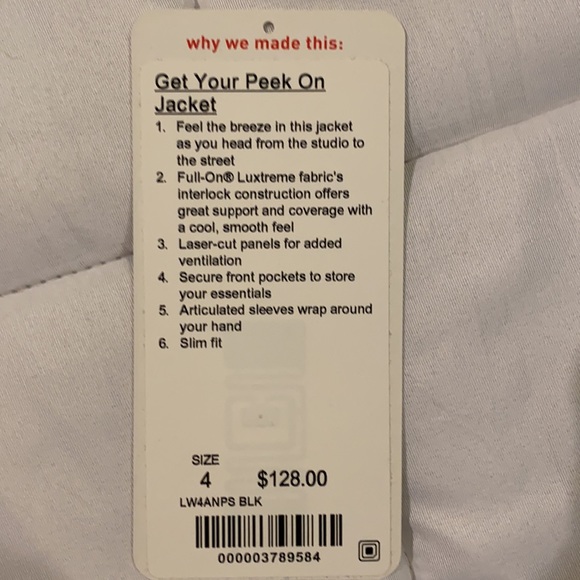 why we made this:
Get Your Peek On
Jacket
1. Feel the breeze in this jacket
as you head from the studio to
the street
2. Full-On® Luxtreme fabric's
interlock construction offers
great support and coverage with
a cool, smooth feel
3. Laser-cut panels for added
ventilation
4. Secure front pockets to store
your essentials
5. Articulated sleeves wrap around
your hand
6. Slim fit
SIZE
4 $128.00
LW4ANPS BLK
000003789584